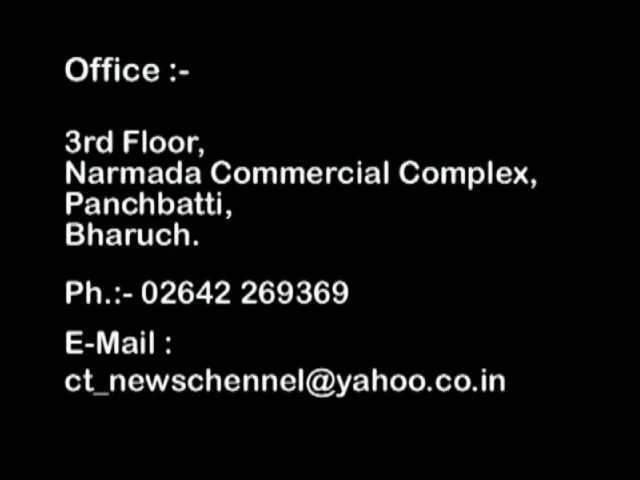 Office :-
3rd Floor,
Narmada Commercial Complex,
Panchbatti,
Bharuch.
Ph.:- 02642 269369
E-Mail :
ct_newschennel@yahoo.co.in